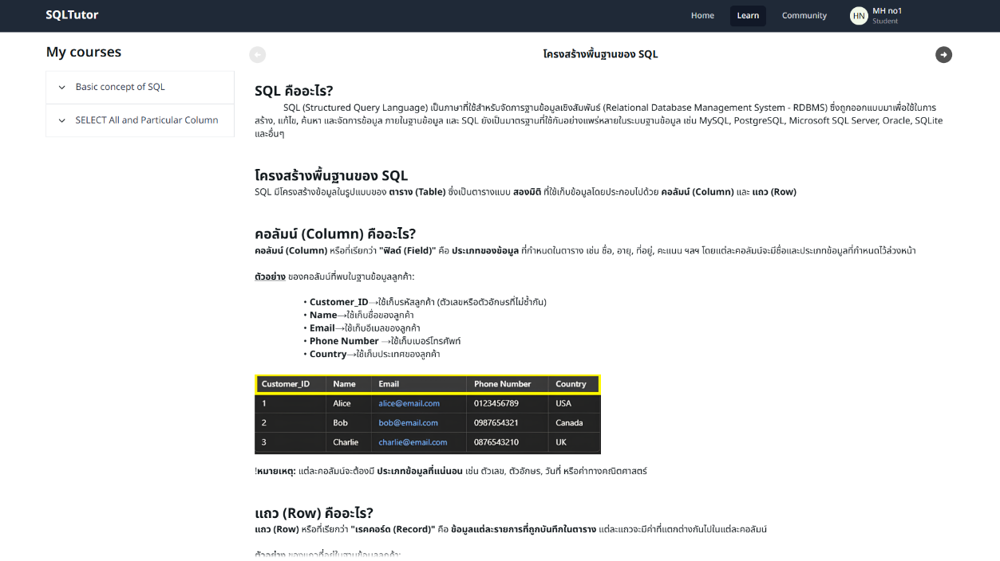 SQLTutor
Home
Learn
Community
HN
MH no1
Student
My courses
Basic concept of SQL
SELECT All and Particular Column
โครงสร้างพื้นฐานของ SQL
SQL คืออะไร?
SQL (Structured Query Language) เป็นภาษาที่ใช้สำหรับจัดการฐานข้อมูลเชิงสัมพันธ์ (Relational Database Management System - RDBMS) ซึ่งถูกออกแบบมาเพื่อใช้ในการ
สร้าง, แก้ไข, ค้นหา และจัดการข้อมูล ภายในฐานข้อมูล และ SQL ยังเป็นมาตรฐานที่ใช้กันอย่างแพร่หลายในระบบฐานข้อมูล เช่น MySQL, PostgreSQL, Microsoft SQL Server, Oracle, SQLite
และอื่นๆ
โครงสร้างพื้นฐานของ SQL
SQL มีโครงสร้างข้อมูลในรูปแบบของ ตาราง (Table) ซึ่งเป็นตารางแบบ สองมิติ ที่ใช้เก็บข้อมูลโดยประกอบไปด้วย คอลัมน์ (Column) และ แถว (Row)
คอลัมน์ (Column) คืออะไร?
คอลัมน์ (Column) หรือที่เรียกว่า "ฟิลด์ (Field)" คือ ประเภทของข้อมูล ที่กำหนดในตาราง เช่น ชื่อ, อายุ, ที่อยู่, คะแนน ฯลฯ โดยแต่ละคอลัมน์จะมีชื่อและประเภทข้อมูลที่กำหนดไว้ล่วงหน้า
ตัวอย่าง ของคอลัมน์ที่พบในฐานข้อมูลลูกค้า:
• Customer_ID→ใช้เก็บรหัสลูกค้า (ตัวเลขหรือตัวอักษรที่ไม่ซ้ำกัน)
• Name→ใช้เก็บชื่อของลูกค้า
• Email→ใช้เก็บอีเมลของลูกค้า
• Phone Number →ใช้เก็บเบอร์โทรศัพท์
• Country→ใช้เก็บประเทศของลูกค้า
Customer_ID Name Email Phone Number Country
1 Alice alice@email.com 0123456789 USA
2 Bob bob@email.com 0987654321 Canada
3 Charlie charlie@email.com 0876543210 UK
!หมายเหตุ: แต่ละคอลัมน์จะต้องมี ประเภทข้อมูลที่แน่นอน เช่น ตัวเลข, ตัวอักษร, วันที่ หรือค่าทางคณิตศาสตร์
แถว (Row) คืออะไร?
แถว (Row) หรือที่เรียกว่า "เรคคอร์ด (Record)" คือ ข้อมูลแต่ละรายการที่ถูกบันทึกในตาราง แต่ละแถวจะมีค่าที่แตกต่างกันไปในแต่ละคอลัมน์
ตัวอย่าง ของแถวที่อยู่ในฐานข้อมูลลูกค้า: